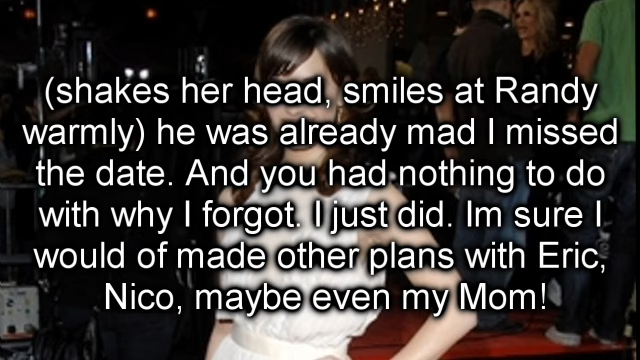 (shakes her head, smiles at Randy
warmly) he was already mad I missed
the date. And you had nothing to do
with why I forgot. I just did. Im sure I
would of made other plans with Eric,
Nico, maybe even my Mom!